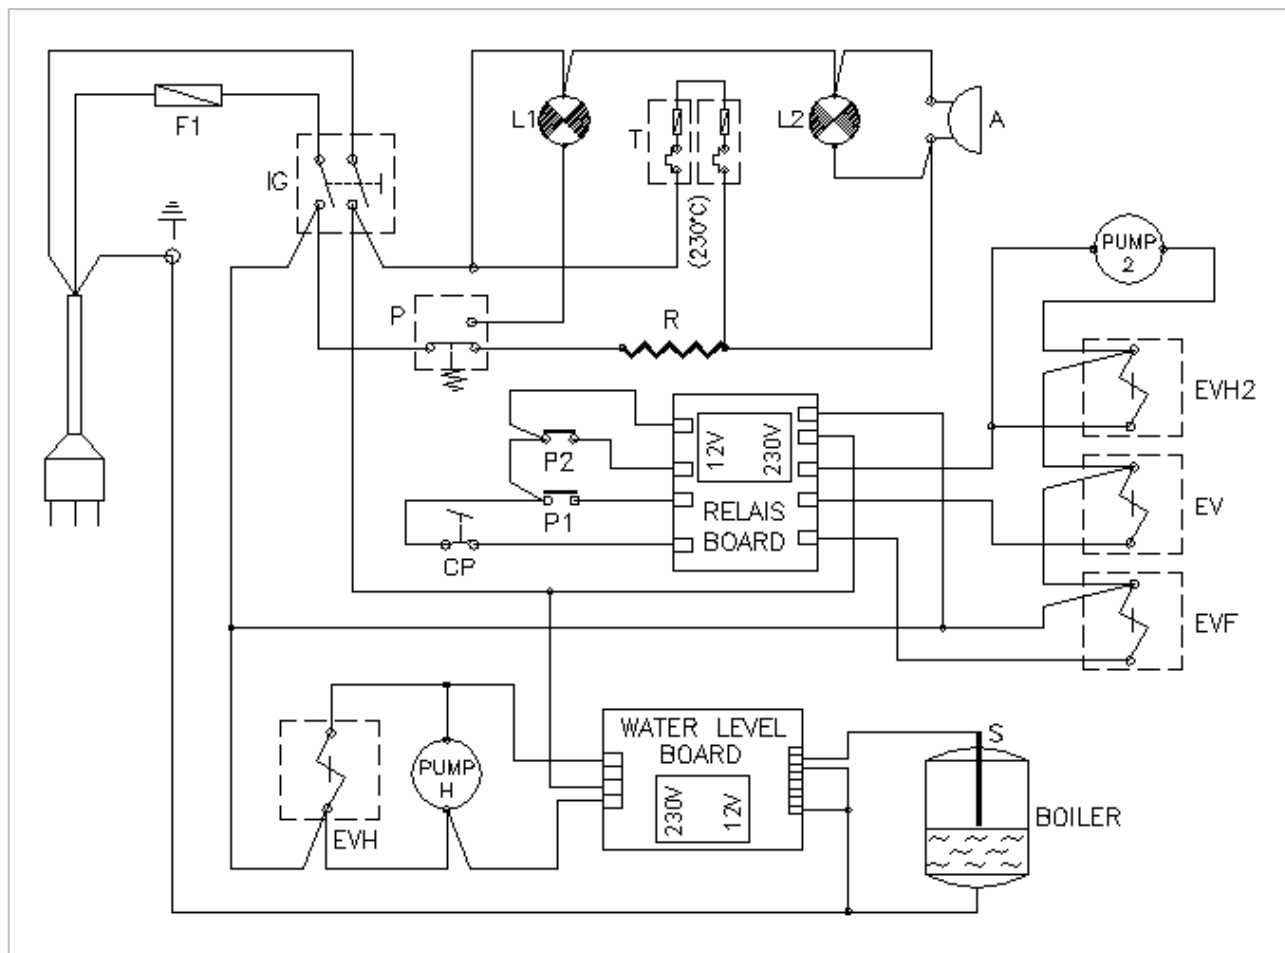 F1
IG
L1
T
(230°C)
L2
A
P
R
PUMP
2
EVH2
P2
12V
230V
P1
RELAIS
BOARD
CP
EV
EVF
EVH
PUMP
H
WATER LEVEL
BOARD
230V
12V
S
BOILER